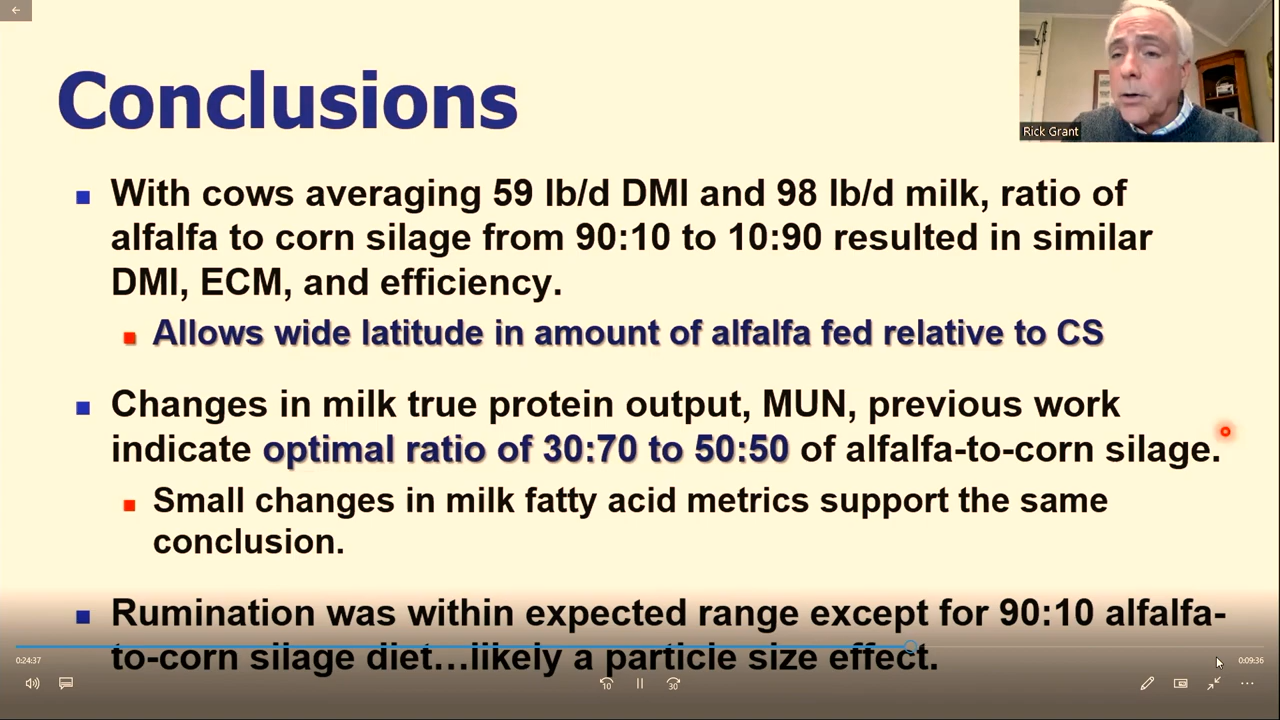 Conclusions
Rick Grant
With cows averaging 59 lb/d DMI and 98 lb/d milk, ratio of
alfalfa to corn silage from 90:10 to 10:90 resulted in similar
DMI, ECM, and efficiency.
Allows wide latitude in amount of alfalfa fed relative to CS
Changes in milk true protein output, MUN, previous work
indicate optimal ratio of 30:70 to 50:50 of alfalfa-to-corn silage.
Small changes in milk fatty acid metrics support the same
conclusion.
Rumination was within expected range except for 90:10 alfalfa-
to-corn silage diet...likely a particle size effect.
0:24:37
0:09:36
10
30